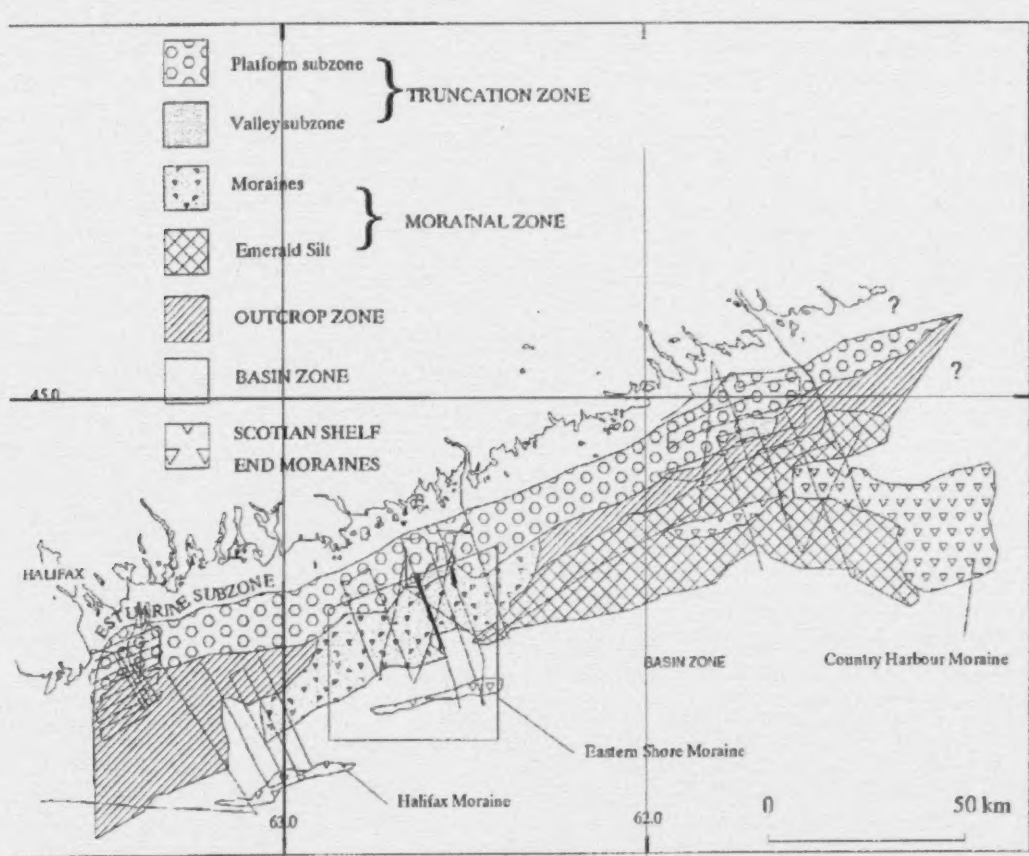 Platform subzone
TRUNCATION ZONE
Valley subzone
Moraines
MORAINAL ZONE
Emerald Silt
OUTCROP ZONE
BASIN ZONE
SCOTIAN SHELF
END MORAINES
?
?
45.0
HALIFAX
ESTUARINE SUBZONE
BASIN ZONE
Country Harbour Moraine
Eastern Shore Moraine
Halifax Moraine
63.0
62.0
0
50 km